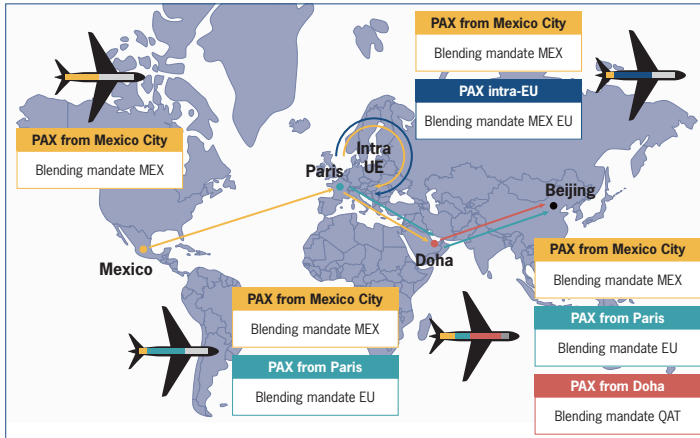 PAX from Mexico City
Blending mandate MEX
PAX intra-EU
Blending mandate MEX EU
PAX from Mexico City
Blending mandate MEX
Intra
UE
Paris
Beijing
Mexico
Doha
PAX from Mexico City
Blending mandate MEX
PAX from Paris
Blending mandate EU
PAX from Mexico City
Blending mandate MEX
PAX from Paris
Blending mandate EU
PAX from Doha
Blending mandate QAT